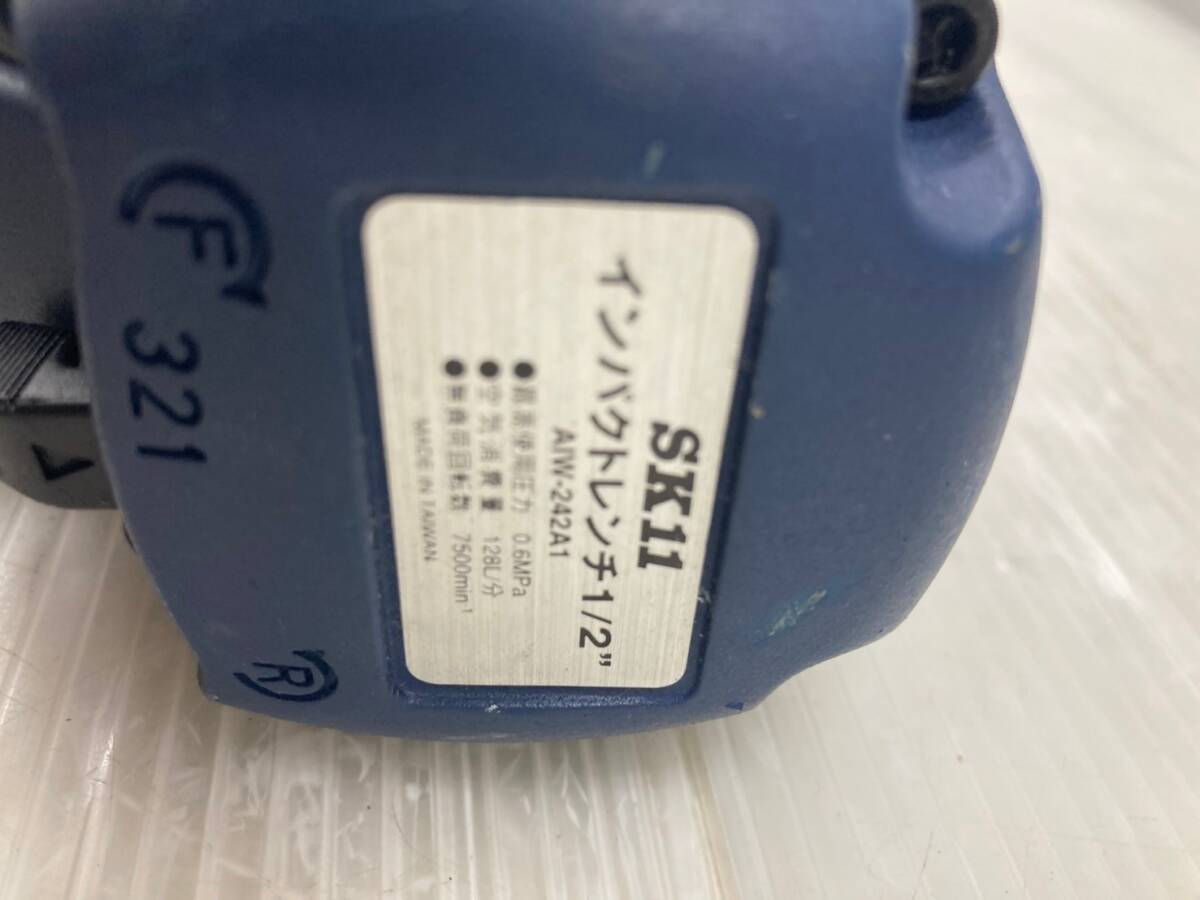 SK11
インパクトレンチ1/2”
AIW-242A1
●最高使用圧力 0.6MPa
●空気消費量 128L/分
●無負荷回転数 7500min⁻¹
MADE IN TAIWAN
F
321
R